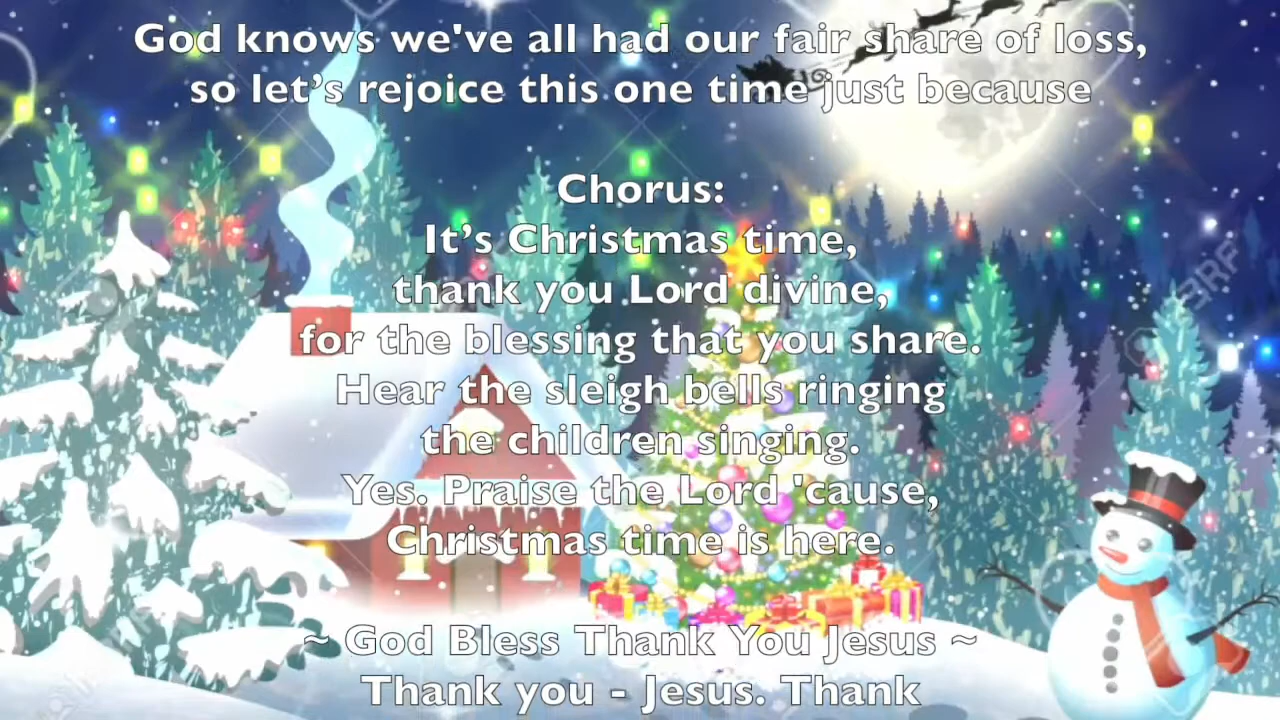 God knows we've all had our fair share of loss,
so let’s rejoice this one time just because
Chorus:
It’s Christmas time,
thank you Lord divine,
for the blessing that you share.
Hear the sleigh bells ringing
the children singing.
Yes. Praise the Lord 'cause,
Christmas time is here.
~ God Bless Thank You Jesus ~
Thank you - Jesus. Thank